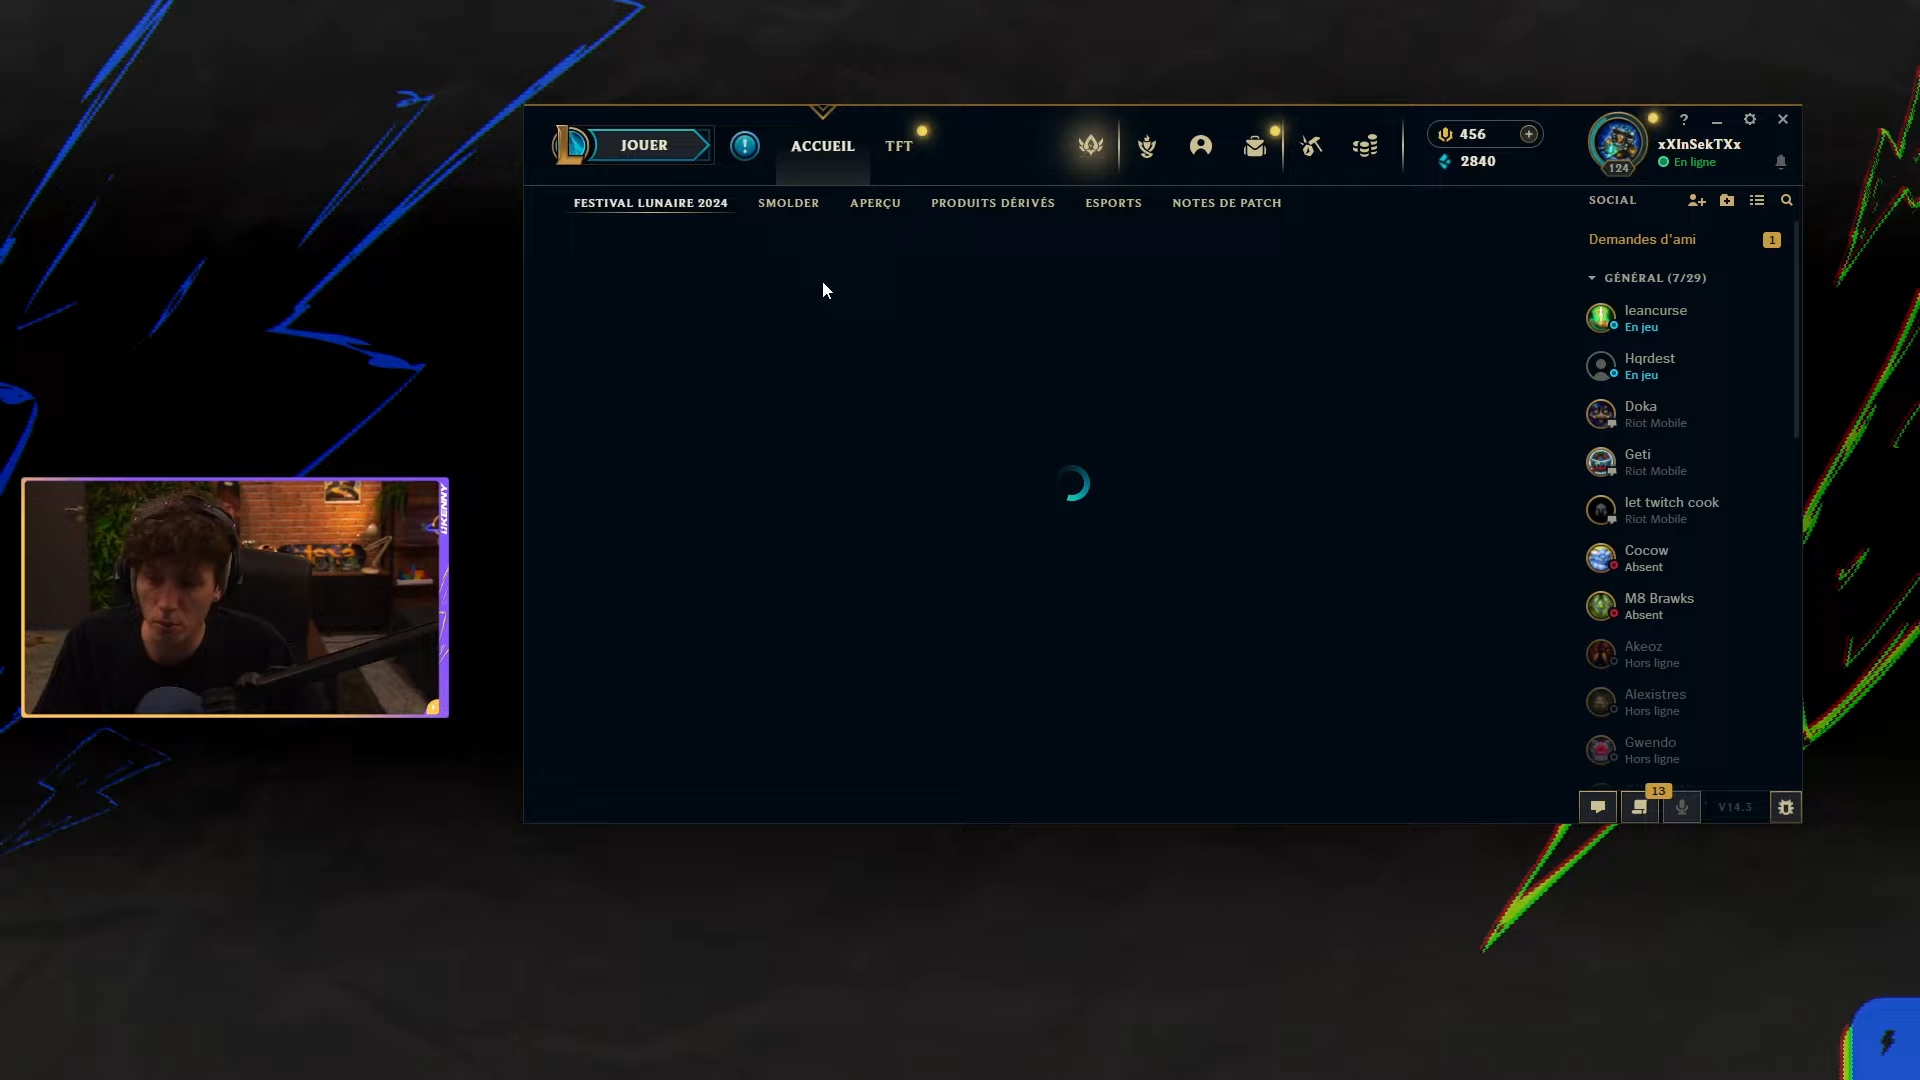 JOUER
ACCUEIL
TFT
456
2840
124
xXInSekTXx
En ligne
FESTIVAL LUNAIRE 2024
SMOLDER
APERÇU
PRODUITS DÉRIVÉS
ESPORTS
NOTES DE PATCH
SOCIAL
Demandes d'ami
1
GÉNÉRAL (7/29)
leancurse
En jeu
Hqrdest
En jeu
Doka
Riot Mobile
Geti
Riot Mobile
let twitch cook
Riot Mobile
Cocow
Absent
M8 Brawks
Absent
Akeoz
Hors ligne
Alexistres
Hors ligne
Gwendo
Hors ligne
13
V14.3